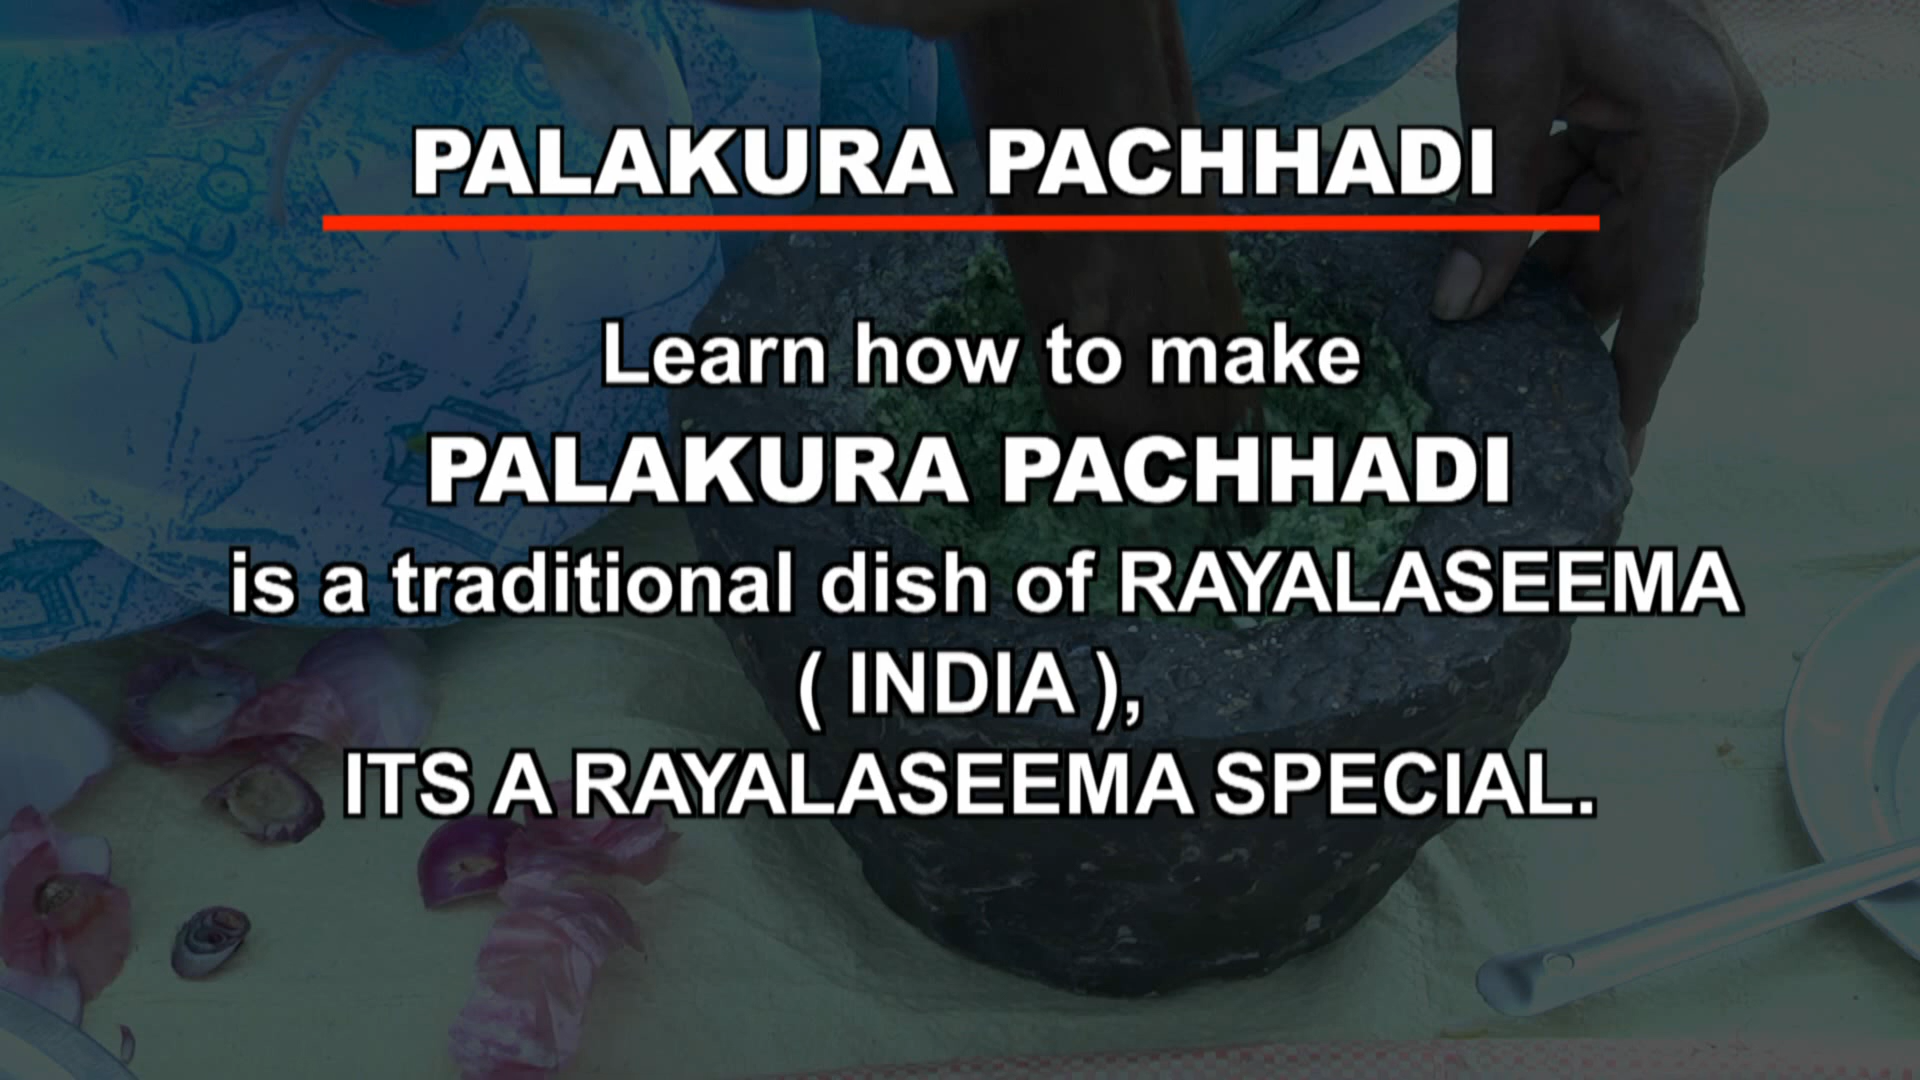 PALAKURA PACHHADI
Learn how to make
PALAKURA PACHHADI
is a traditional dish of RAYALASEEMA
( INDIA ),
ITS A RAYALASEEMA SPECIAL.